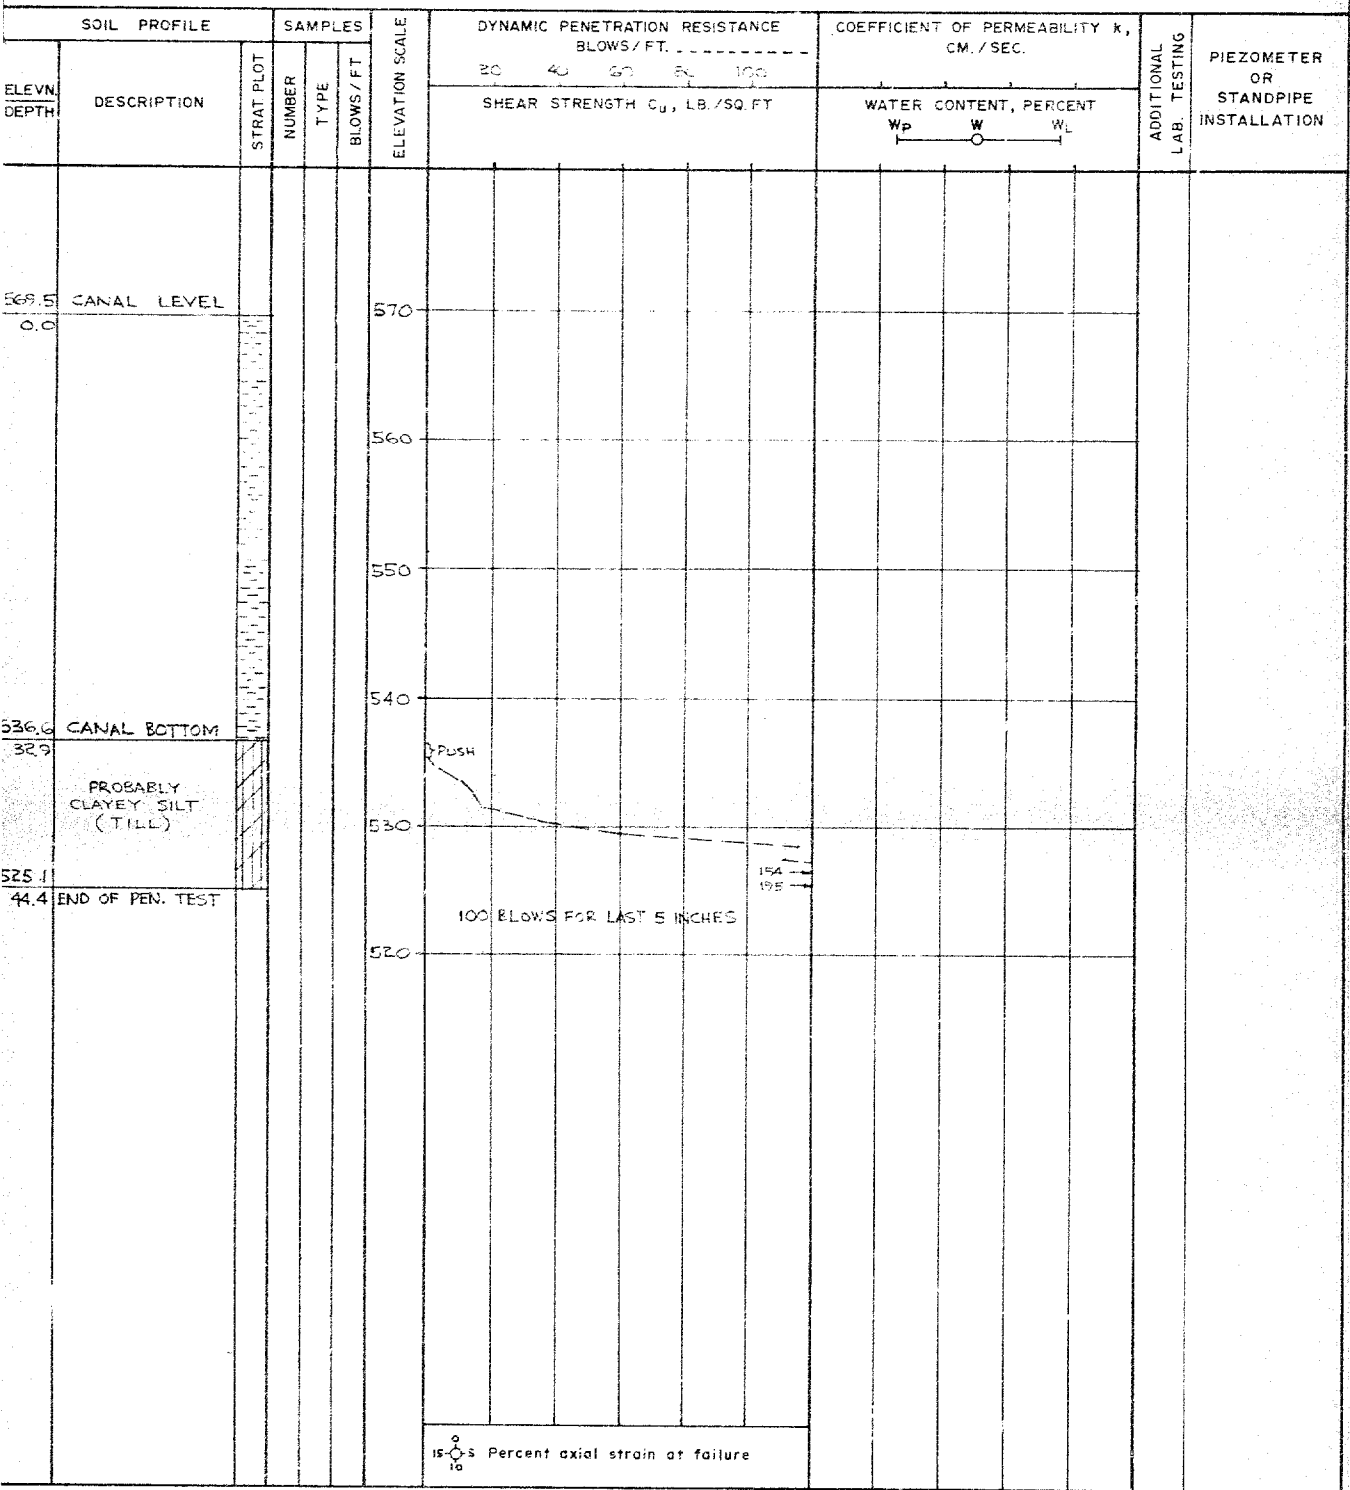 SOIL PROFILE
SAMPLES
ELEVATION SCALE
DYNAMIC PENETRATION RESISTANCE
BLOWS / FT.
20 40 60 80 100
SHEAR STRENGTH Cu, LB./SQ.FT
COEFFICIENT OF PERMEABILITY k,
CM. / SEC.
WATER CONTENT, PERCENT
WP W WL
ADDITIONAL
LAB. TESTING
PIEZOMETER
OR
STANDPIPE
INSTALLATION
ELEVN.
DEPTH
DESCRIPTION
STRAT PLOT
NUMBER
TYPE
BLOWS / FT
569.5 CANAL LEVEL
0.0
570
560
550
540
536.6 CANAL BOTTOM
32.9
PUSH
PROBABLY
CLAYEY SILT
(TILL)
530
154
195
525.1
44.4 END OF PEN. TEST
100 BLOWS FOR LAST 5 INCHES
520
0
15 5 Percent axial strain at failure
10